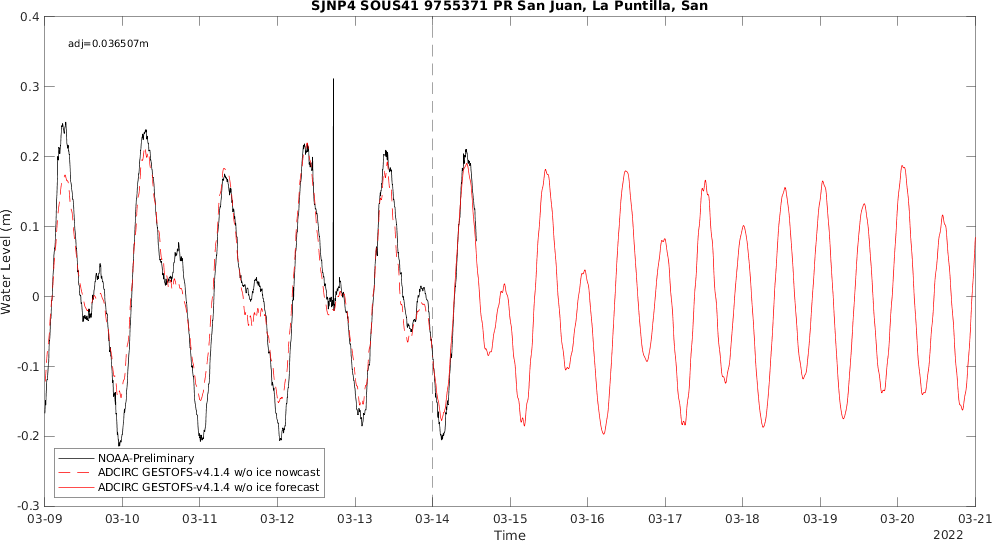 SJNP4 SOUS41 9755371 PR San Juan, La Puntilla, San
adj=0.036507m
0.4
0.3
0.2
0.1
0
-0.1
-0.2
-0.3
Water Level (m)
NOAA-Preliminary
ADCIRC GESTOFS-v4.1.4 w/o ice nowcast
ADCIRC GESTOFS-v4.1.4 w/o ice forecast
03-09 03-10 03-11 03-12 03-13 03-14 03-15 03-16 03-17 03-18 03-19 03-20 03-21
Time
2022